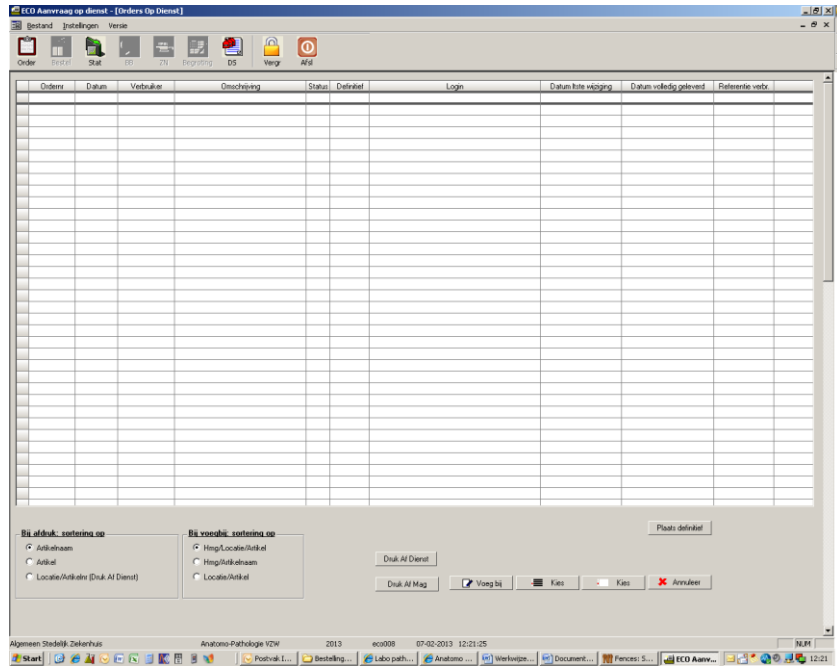 ECO Aanvraag op dienst - [Orders Op Dienst]
Bestand Instellingen Versie
Order Bestel Stat BB ZN Begroting DS Vergr Afsl
Ordernr Datum Verbruiker Omschrijving Status Definitief Login Datum ltste wijziging Datum volledig geleverd Referentie verbr.
Plaats definitief
Bij afdruk: sortering op Bij voegbij: sortering op
Artikelnaam Hmg/Locatie/Artikel
Artikel Hmg/Artikelnaam Druk Af Dienst
Locatie/Artikelnr (Druk Af Dienst) Locatie/Artikel Druk Af Mag Voeg bij Kies Kies Annuleer
Algemeen Stedelijk Ziekenhuis Anatomo-Pathologie VZW 2013 eco008 07-02-2013 12:21:25 NUM
Start Postvak I... Bestelling... Labo path... Anatomo ... Werkwijze... Document... Fences: S... ECO Aanv... 12:21